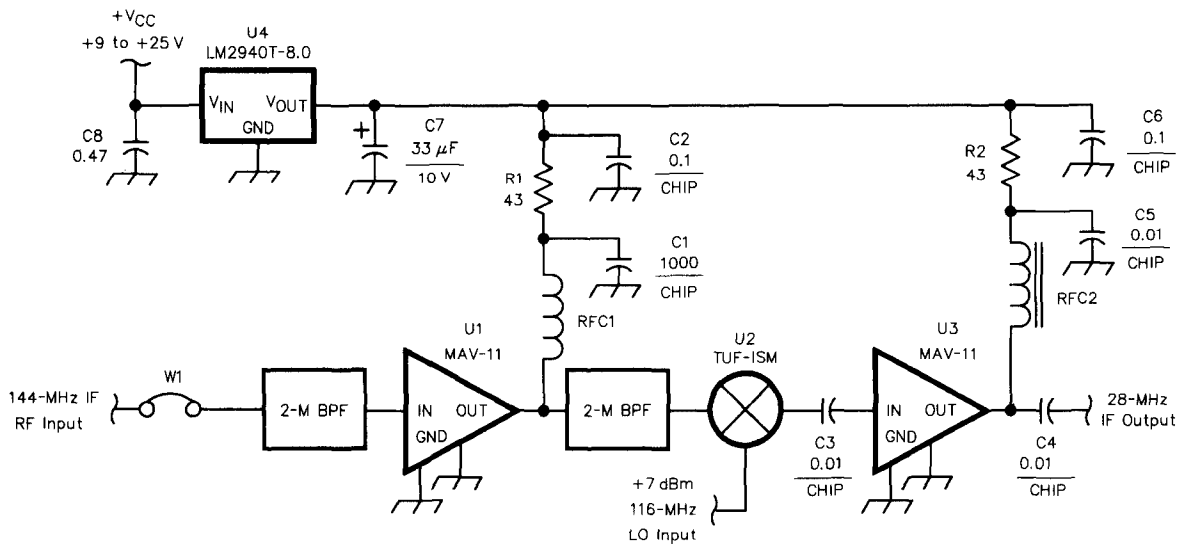 +VCC
+9 to +25 V
U4
LM2940T-8.0
VIN
VOUT
GND
C8
0.47
+
C7
33 µF
10 V
R1
43
C2
0.1
CHIP
C1
1000
CHIP
RFC1
R2
43
C6
0.1
CHIP
C5
0.01
CHIP
RFC2
144-MHz IF
RF Input
W1
2-M BPF
U1
MAV-11
IN
OUT
GND
2-M BPF
U2
TUF-ISM
+7 dBm
116-MHz
LO Input
C3
0.01
CHIP
U3
MAV-11
IN
OUT
GND
C4
0.01
CHIP
28-MHz
IF Output